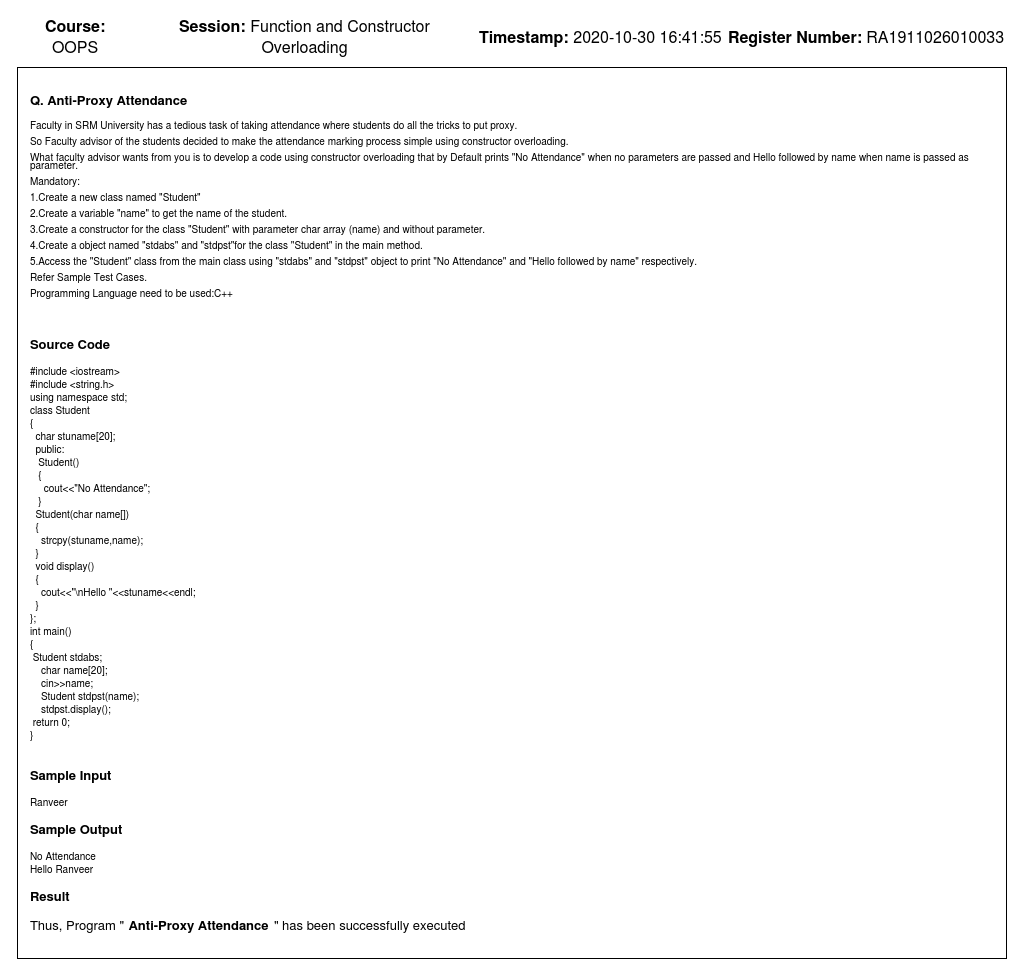 Course: OOPS
Session: Function and Constructor Overloading
Timestamp: 2020-10-30 16:41:55
Register Number: RA1911026010033
Q. Anti-Proxy Attendance
Faculty in SRM University has a tedious task of taking attendance where students do all the tricks to put proxy.
So Faculty advisor of the students decided to make the attendance marking process simple using constructor overloading.
What faculty advisor wants from you is to develop a code using constructor overloading that by Default prints "No Attendance" when no parameters are passed and Hello followed by name when name is passed as
parameter.
Mandatory:
1.Create a new class named "Student"
2.Create a variable "name" to get the name of the student.
3.Create a constructor for the class "Student" with parameter char array (name) and without parameter.
4.Create a object named "stdabs" and "stdpst"for the class "Student" in the main method.
5.Access the "Student" class from the main class using "stdabs" and "stdpst" object to print "No Attendance" and "Hello followed by name" respectively.
Refer Sample Test Cases.
Programming Language need to be used:C++
Source Code
#include <iostream>
#include <string.h>
using namespace std;
class Student
{
char stuname[20];
public:
Student()
{
cout<<"No Attendance";
}
Student(char name[])
{
strcpy(stuname,name);
}
void display()
{
cout<<"\nHello "<<stuname<<endl;
}
};
int main()
{
Student stdabs;
char name[20];
cin>>name;
Student stdpst(name);
stdpst.display();
return 0;
}
Sample Input
Ranveer
Sample Output
No Attendance
Hello Ranveer
Result
Thus, Program " Anti-Proxy Attendance " has been successfully executed